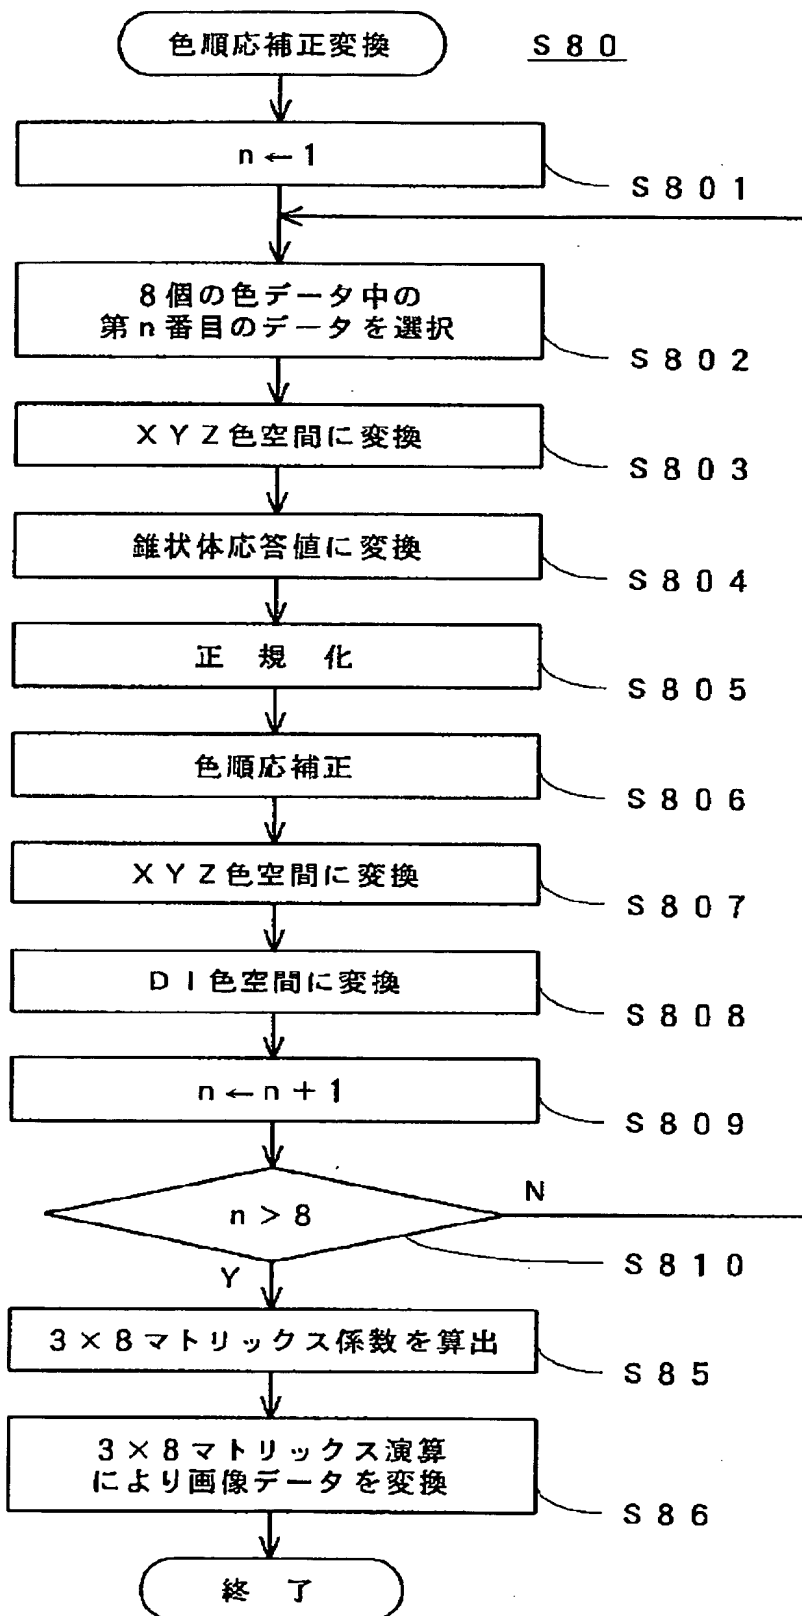 色順応補正変換
S80
n←1
S801
8個の色データ中の
第n番目のデータを選択
S802
XYZ色空間に変換
S803
錐状体応答値に変換
S804
正規化
S805
色順応補正
S806
XYZ色空間に変換
S807
DI色空間に変換
S808
n←n+1
S809
n>8
N
S810
Y
3×8マトリックス係数を算出
S85
3×8マトリックス演算
により画像データを変換
S86
終了